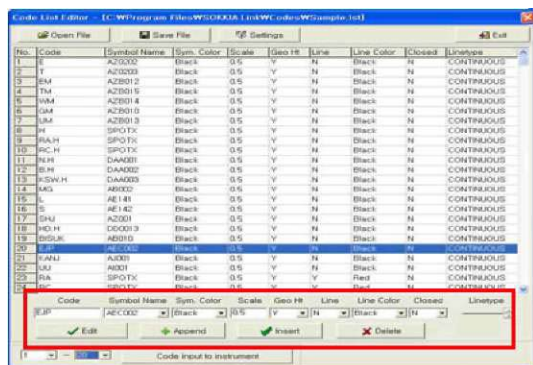 Code List Editor - [C:₩Program Files₩SOKKIA Link₩Codes₩Sample.lst]
Open File Save File Settings Exit
No. Code Symbol Name Sym. Color Scale Geo Ht. Line Line Color Closed Linetype
1 E AZ0202 Black 0.5 Y N Black N CONTINUOUS
2 T AZ0203 Black 0.5 Y N Black N CONTINUOUS
3 EM AZB012 Black 0.5 Y N Black N CONTINUOUS
4 TM AZB015 Black 0.5 Y N Black N CONTINUOUS
5 WM AZB014 Black 0.5 Y N Black N CONTINUOUS
6 GM AZB010 Black 0.5 Y N Black N CONTINUOUS
7 UM AZB013 Black 0.5 Y N Black N CONTINUOUS
8 H SPOTX Black 0.5 Y N Black N CONTINUOUS
9 RA.H SPOTX Black 0.5 Y N Black N CONTINUOUS
10 RC.H SPOTX Black 0.5 Y N Black N CONTINUOUS
11 N.H DAA001 Black 0.5 Y N Black N CONTINUOUS
12 B.H DAA002 Black 0.5 Y N Black N CONTINUOUS
13 KSW.H DAA003 Black 0.5 Y N Black N CONTINUOUS
14 MG AB002 Black 0.5 Y N Black N CONTINUOUS
15 L AE141 Black 0.5 Y N Black N CONTINUOUS
16 S AE142 Black 0.5 Y N Black N CONTINUOUS
17 SHJ AZ001 Black 0.5 Y N Black N CONTINUOUS
18 HD.H DD0013 Black 0.5 Y N Black N CONTINUOUS
19 BISUK AB010 Black 0.5 Y N Black N CONTINUOUS
20 EJP AEC002 Black 0.5 Y N Black N CONTINUOUS
21 KANJ AJ001 Black 0.5 Y N Black N CONTINUOUS
22 UU AI001 Black 0.5 Y N Black N CONTINUOUS
23 RA SPOTX Black 0.5 Y Y Red N CONTINUOUS
24 RC SPOTX Black 0.5 Y Y Red N CONTINUOUS
Code Symbol Name Sym. Color Scale Geo Ht Line Line Color Closed Linetype
EJP AEC002 Black 0.5 Y N Black N
Edit Append Insert Delete
1 - 20 Code input to instrument